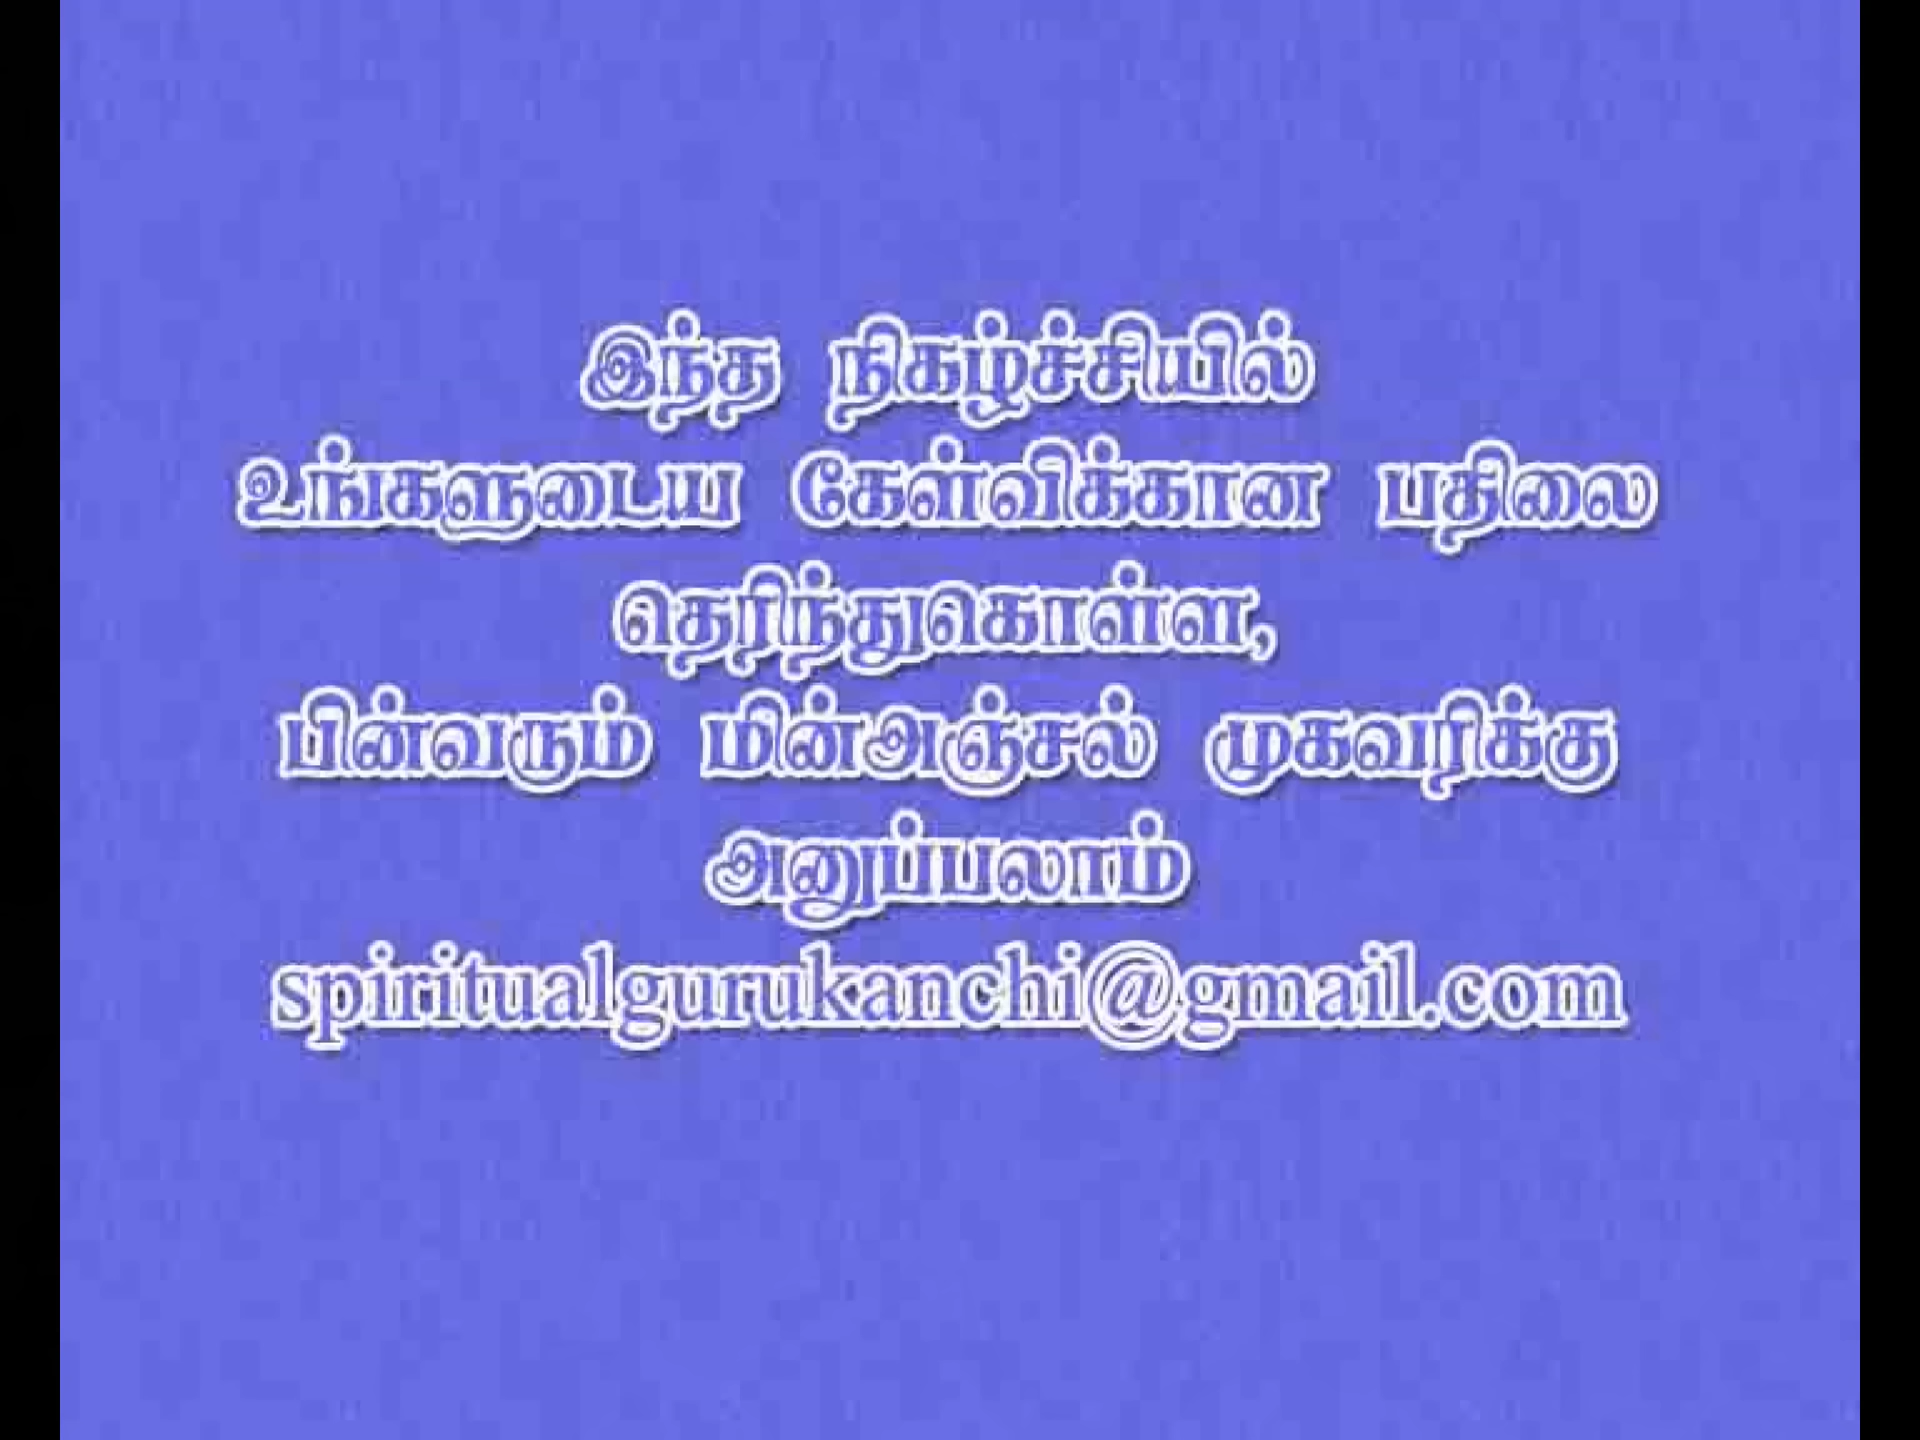 இந்த நிகழ்ச்சியில்
உங்களுடைய கேள்விக்கான பதிலை
தெரிந்துகொள்ள,
பின்வரும் மின்அஞ்சல் முகவரிக்கு
அனுப்பலாம்
spiritualgurukanchi@gmail.com